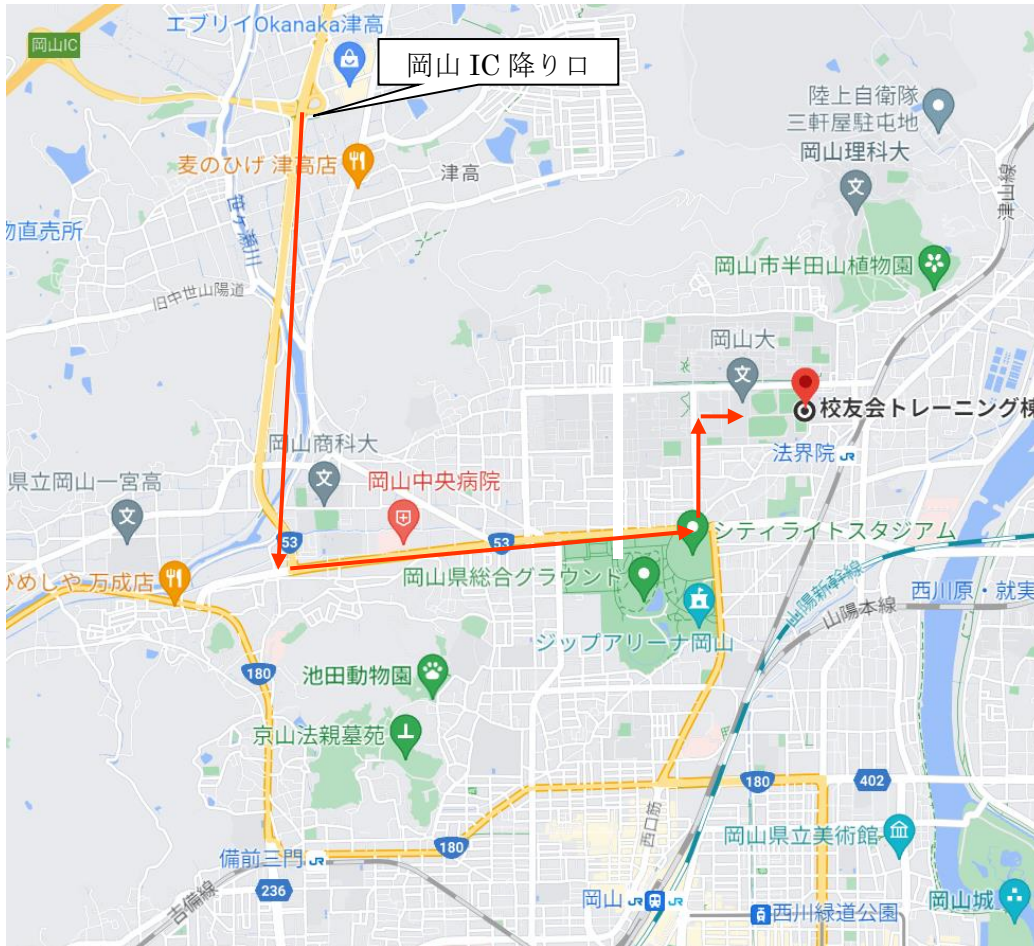 エブリイOkanaka津高
岡山IC
岡山 IC 降り口
陸上自衛隊
三軒屋駐屯地
岡山理科大
麦のひげ 津高店
津高
津山線
笹ヶ瀬川
物直売所
岡山市半田山植物園
旧中世山陽道
岡山大
校友会トレーニング棟
法界院
岡山商科大
県立岡山一宮高
岡山中央病院
53
53
シティライトスタジアム
びめしや 万成店
岡山県総合グラウンド
山陽新幹線
西川原・就実
山陽本線
ジップアリーナ岡山
180
池田動物園
京山法親墓苑
180
402
西口筋
岡山県立美術館
180
備前三門
236
吉備線
岡山
西川緑道公園
岡山城